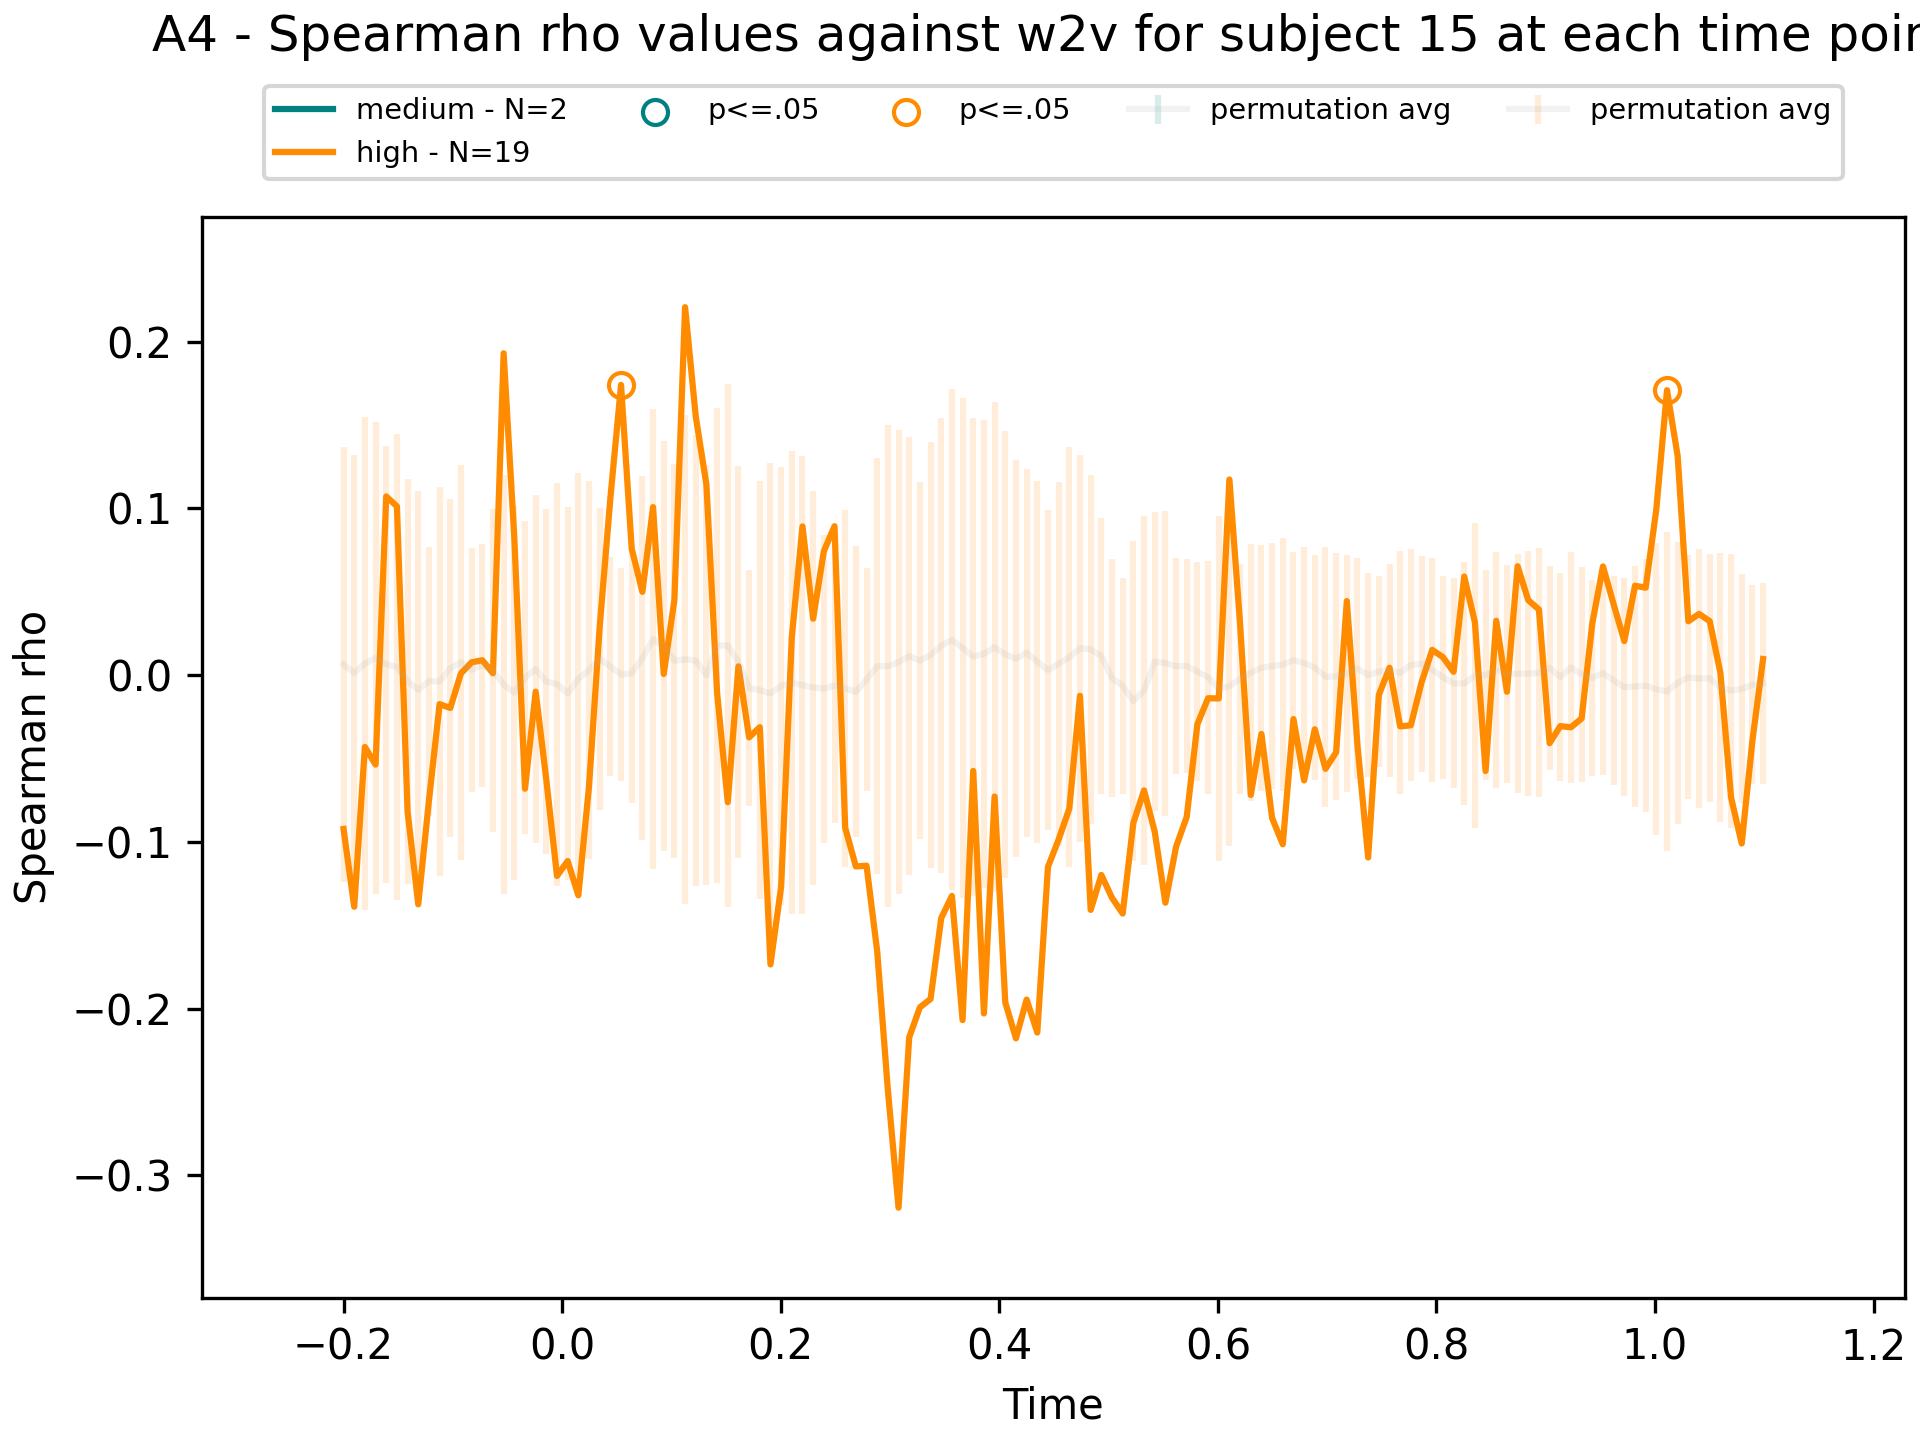 A4 - Spearman rho values against w2v for subject 15 at each time poin
medium - N=2
high - N=19
p<=.05
p<=.05
permutation avg
permutation avg
Spearman rho
0.2
0.1
0.0
−0.1
−0.2
−0.3
−0.2 0.0 0.2 0.4 0.6 0.8 1.0 1.2
Time